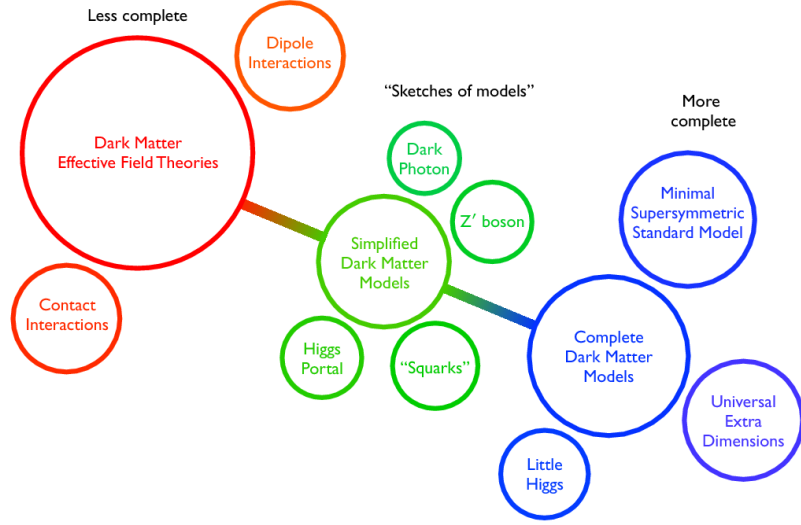 Less complete
Dipole
Interactions
Dark Matter
Effective Field Theories
Contact
Interactions
“Sketches of models”
Dark
Photon
Z′ boson
Simplified
Dark Matter
Models
Higgs
Portal
“Squarks”
More
complete
Minimal
Supersymmetric
Standard Model
Complete
Dark Matter
Models
Universal
Extra
Dimensions
Little
Higgs